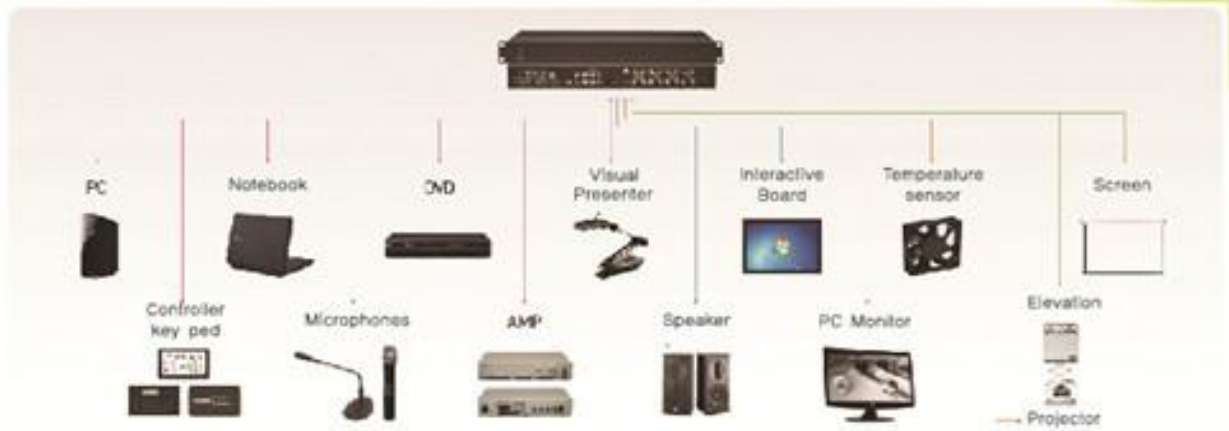 PC
Notebook
DVD
Visual
Presenter
Interactive
Board
Temperature
sensor
Screen
Controller
key ped
Microphones
AMP
Speaker
PC Monitor
Elevation
Projector